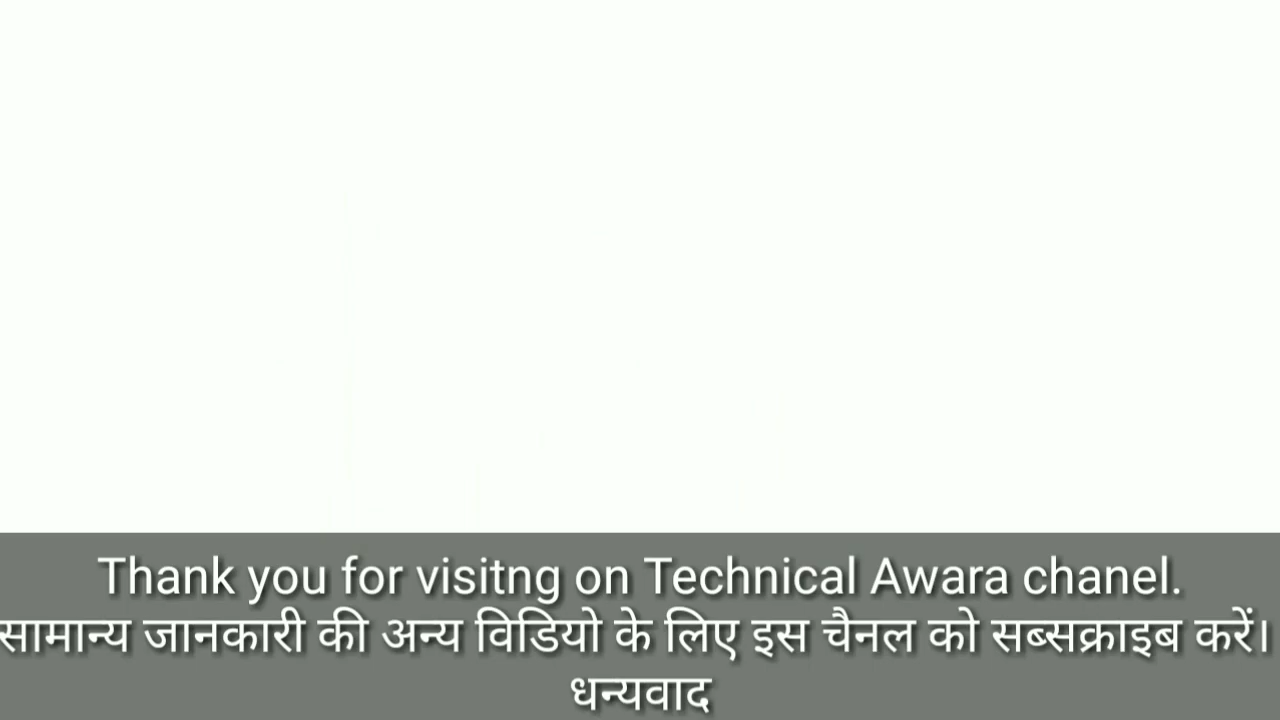 Thank you for visitng on Technical Awara chanel.
सामान्य जानकारी की अन्य विडियो के लिए इस चैनल को सब्सक्राइब करें।
धन्यवाद